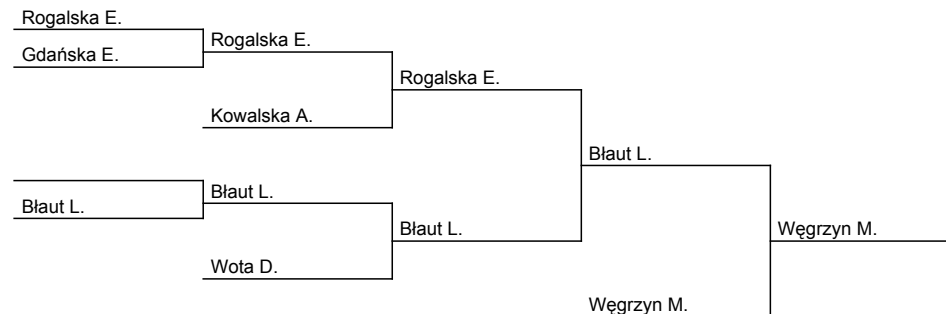 Rogalska E.
Rogalska E.
Gdańska E.
Rogalska E.
Kowalska A.
Błaut L.
Błaut L.
Błaut L.
Błaut L.
Węgrzyn M.
Wota D.
Węgrzyn M.